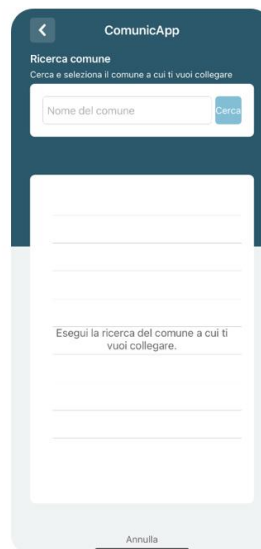 ComunicApp
Ricerca comune
Cerca e seleziona il comune a cui ti vuoi collegare
Nome del comune
Cerca
Esegui la ricerca del comune a cui ti
vuoi collegare.
Annulla